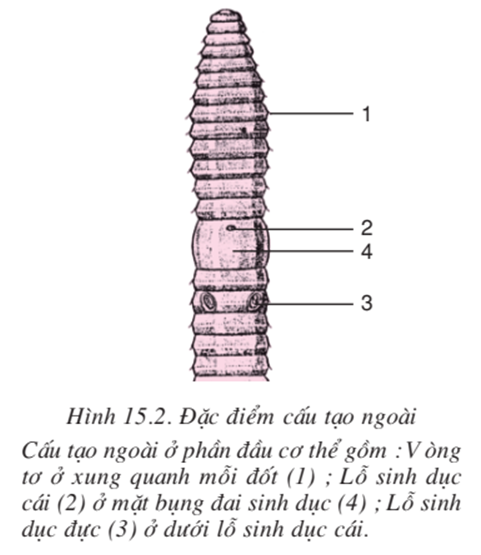 1
2
4
3
Hình 15.2. Đặc điểm cấu tạo ngoài
Cấu tạo ngoài ở phần đầu cơ thể gồm : V òng
tơ ở xung quanh mỗi đốt (1) ; Lỗ sinh dục
cái (2) ở mặt bụng đai sinh dục (4) ; Lỗ sinh
dục đực (3) ở dưới lỗ sinh dục cái.